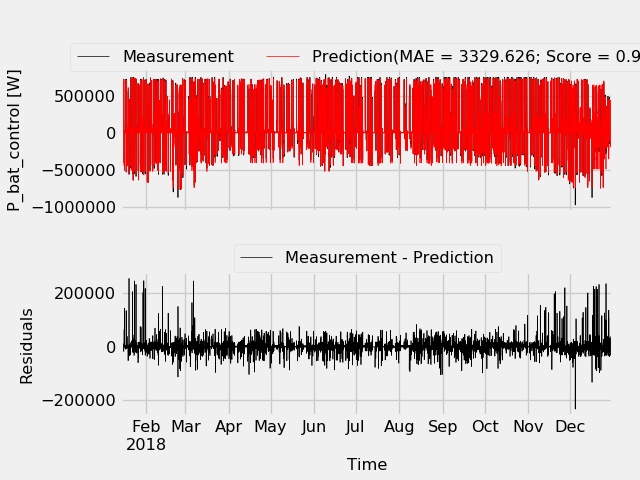 Measurement Prediction(MAE = 3329.626; Score = 0.9
P_bat_control [W]
500000
0
−500000
−1000000
Measurement - Prediction
Residuals
200000
0
−200000
Feb Mar Apr May Jun Jul Aug Sep Oct Nov Dec
2018
Time